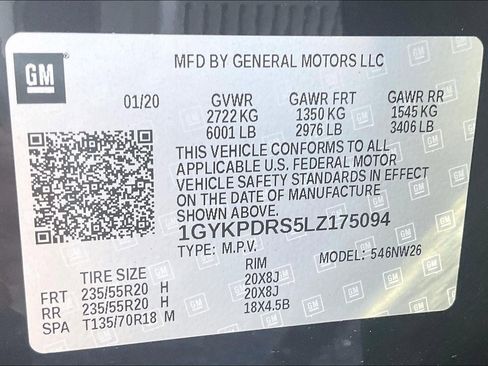 GM
MFD BY GENERAL MOTORS LLC
01/20 GVWR GAWR FRT GAWR RR
2722 KG 1350 KG 1545 KG
6001 LB 2976 LB 3406 LB
THIS VEHICLE CONFORMS TO ALL
APPLICABLE U.S. FEDERAL MOTOR
VEHICLE SAFETY STANDARDS IN EFFECT
ON THE DATE OF MANUFACTURE
SHOWN ABOVE.
1GYKPDRS5LZ175094
TYPE: M.P.V. MODEL: 546NW26
TIRE SIZE RIM
FRT 235/55R20 H 20X8J
RR 235/55R20 H 20X8J
SPA T135/70R18 M 18X4.5B